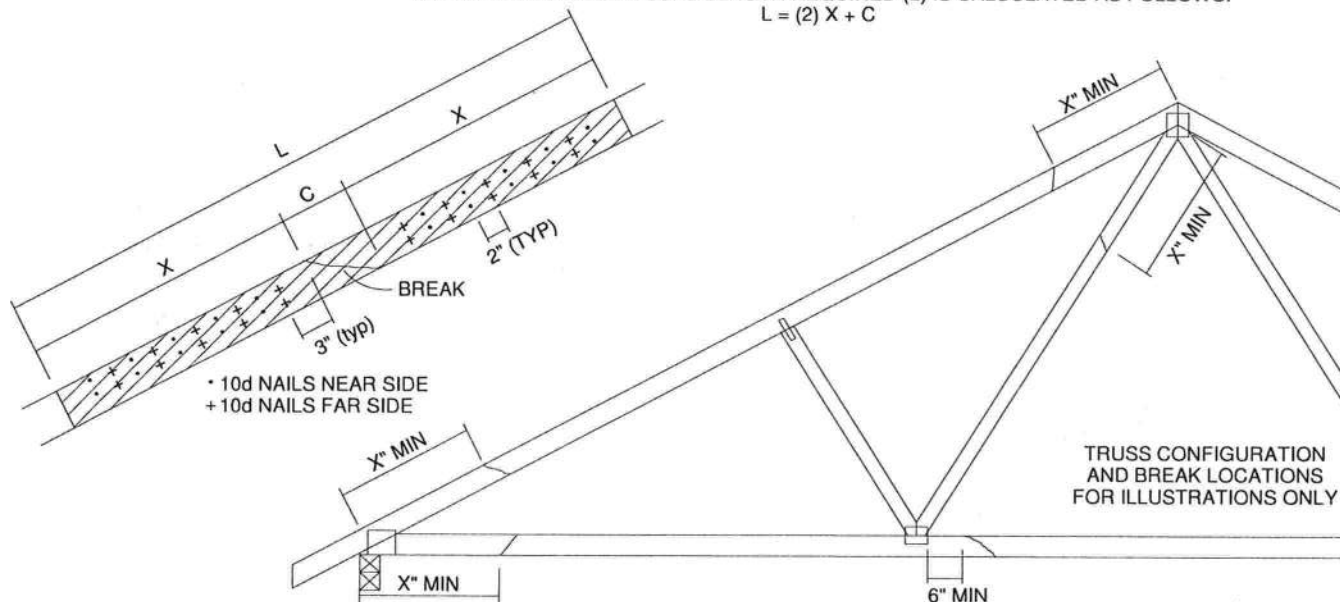 L = (2) X + C
L
X
C
X
2" (TYP)
BREAK
3" (typ)
• 10d NAILS NEAR SIDE
+ 10d NAILS FAR SIDE
X" MIN
X" MIN
X" MIN
TRUSS CONFIGURATION
AND BREAK LOCATIONS
FOR ILLUSTRATIONS ONLY
X" MIN
6" MIN